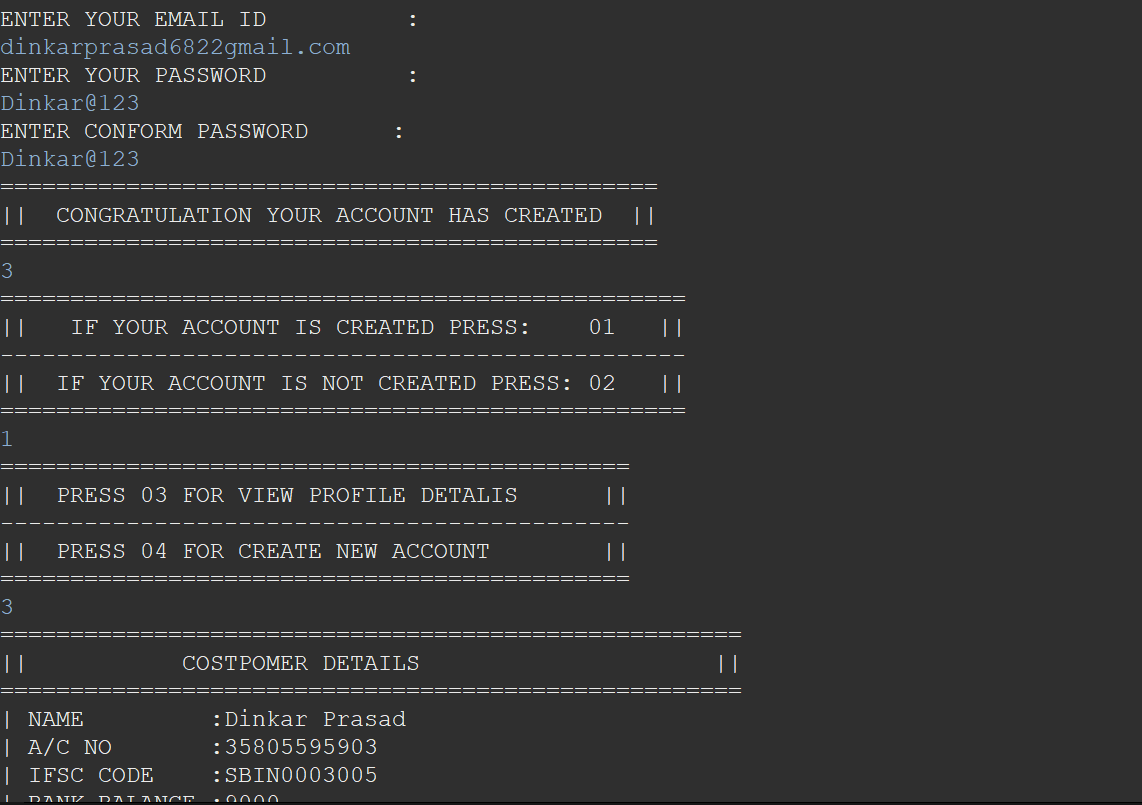 ENTER YOUR EMAIL ID          :
dinkarprasad6822gmail.com
ENTER YOUR PASSWORD          :
Dinkar@123
ENTER CONFORM PASSWORD      :
Dinkar@123
===============================================
||  CONGRATULATION YOUR ACCOUNT HAS CREATED  ||
===============================================
3
=================================================
||   IF YOUR ACCOUNT IS CREATED PRESS:    01   ||
-------------------------------------------------
||  IF YOUR ACCOUNT IS NOT CREATED PRESS: 02   ||
=================================================
1
=============================================
||  PRESS 03 FOR VIEW PROFILE DETALIS      ||
---------------------------------------------
||  PRESS 04 FOR CREATE NEW ACCOUNT        ||
=============================================
3
=====================================================
||           COSTPOMER DETAILS                     ||
=====================================================
| NAME         :Dinkar Prasad
| A/C NO       :35805595903
| IFSC CODE    :SBIN0003005
| BANK BALANCE :9000